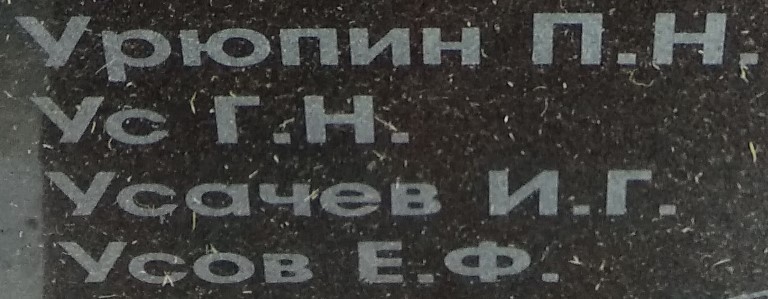 Урюпин П.Н.
Ус Г.Н.
Усачев И.Г.
Усов Е.Ф.